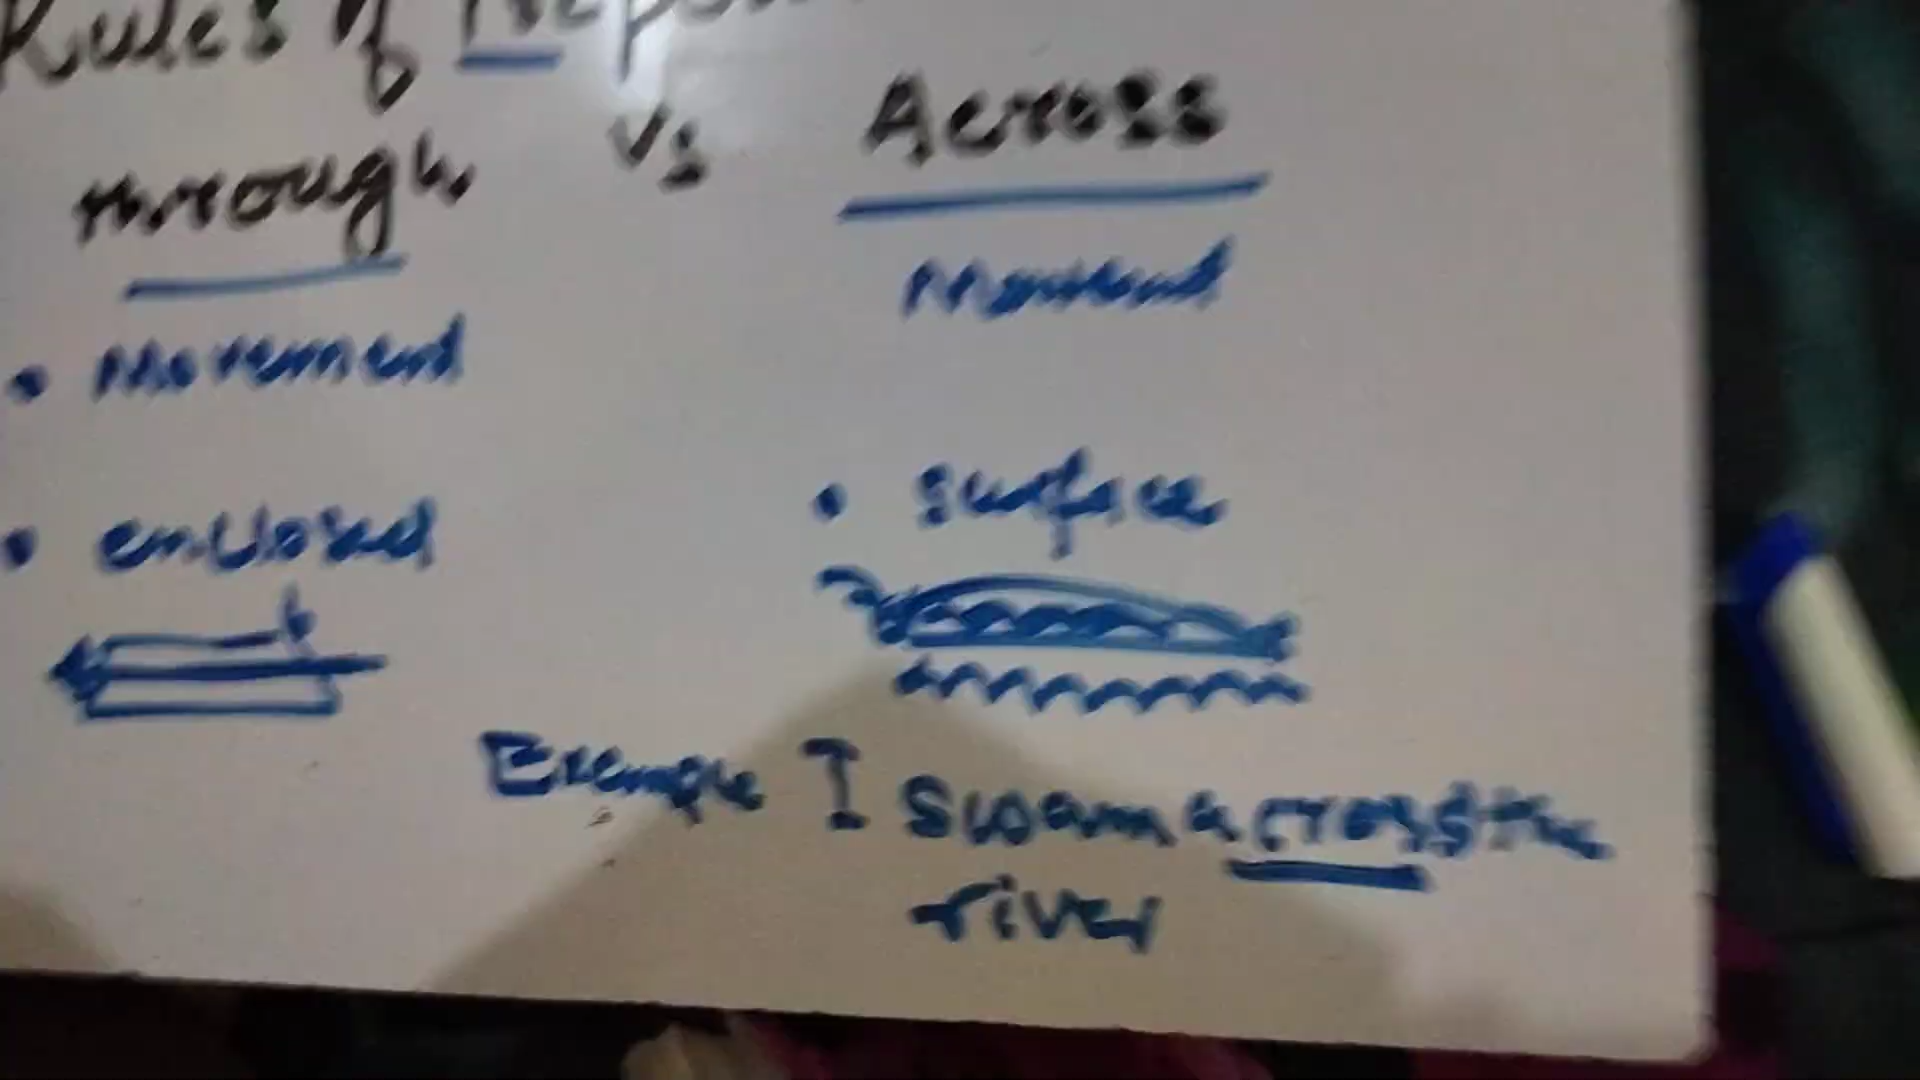 Rules of
through vs Across
• Movement
Movement
• enclosed
• Surface
Example I swam across the
river